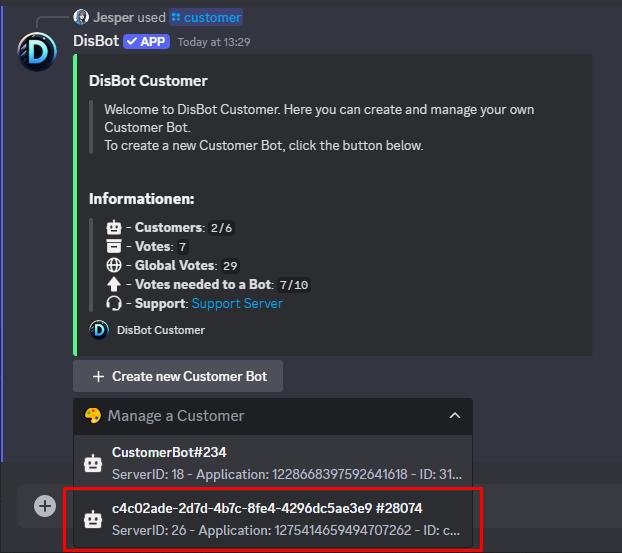 Jesper used customer
DisBot APP Today at 13:29
DisBot Customer
Welcome to DisBot Customer. Here you can create and manage your own
Customer Bot.
To create a new Customer Bot, click the button below.
Informationen:
- Customers: 2/6
- Votes: 7
- Global Votes: 29
- Votes needed to a Bot: 7/10
- Support: Support Server
D DisBot Customer
+ Create new Customer Bot
Manage a Customer
CustomerBot#234
ServerID: 18 - Application: 1228668397592641618 - ID: 31...
c4c02ade-2d7d-4b7c-8fe4-4296dc5ae3e9 #28074
ServerID: 26 - Application: 1275414659494707262 - ID: c...